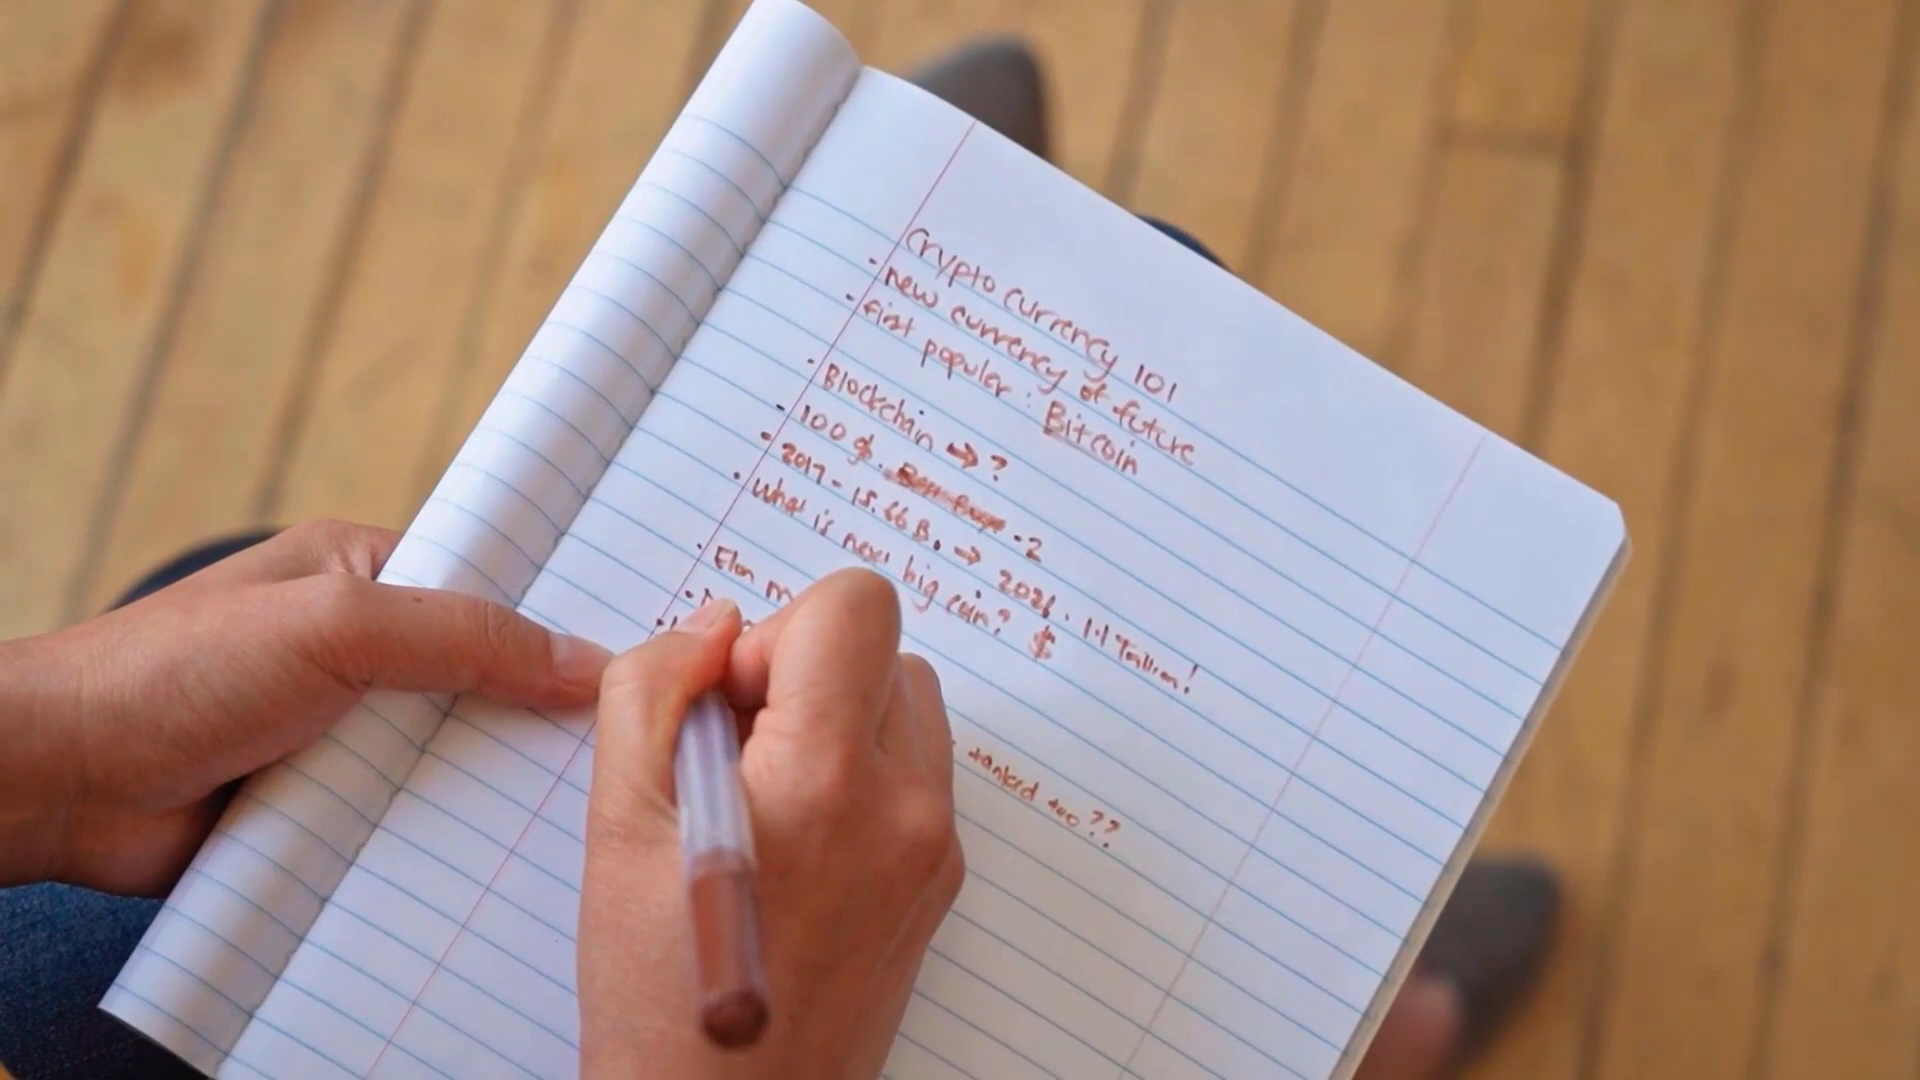 Crypto currency 101
· new currency of future
· first popular : Bitcoin
· Blockchain → ?
· 100 $. -2
· 2017 - 15.66 B. → 2021. 1.1 Trillion!
· What is next big coin? $
· Elon m
tanked too ??